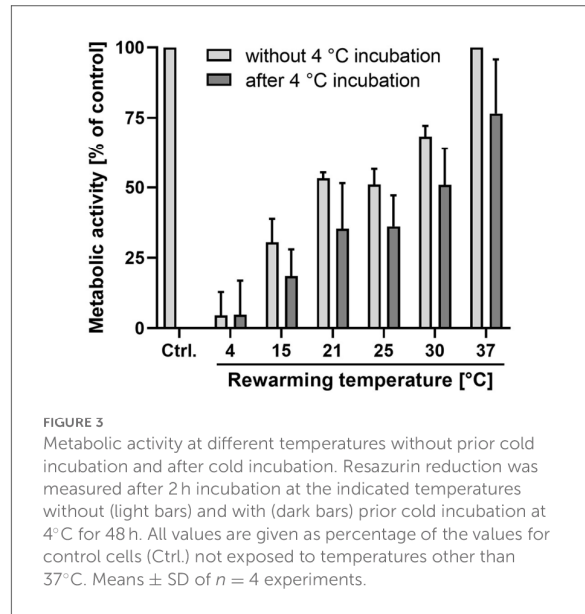 Metabolic activity [% of control]
100
75
50
25
0
without 4 °C incubation
after 4 °C incubation
Ctrl. 4 15 21 25 30 37
Rewarming temperature [°C]
FIGURE 3
Metabolic activity at different temperatures without prior cold
incubation and after cold incubation. Resazurin reduction was
measured after 2 h incubation at the indicated temperatures
without (light bars) and with (dark bars) prior cold incubation at
4°C for 48 h. All values are given as percentage of the values for
control cells (Ctrl.) not exposed to temperatures other than
37°C. Means ± SD of n = 4 experiments.